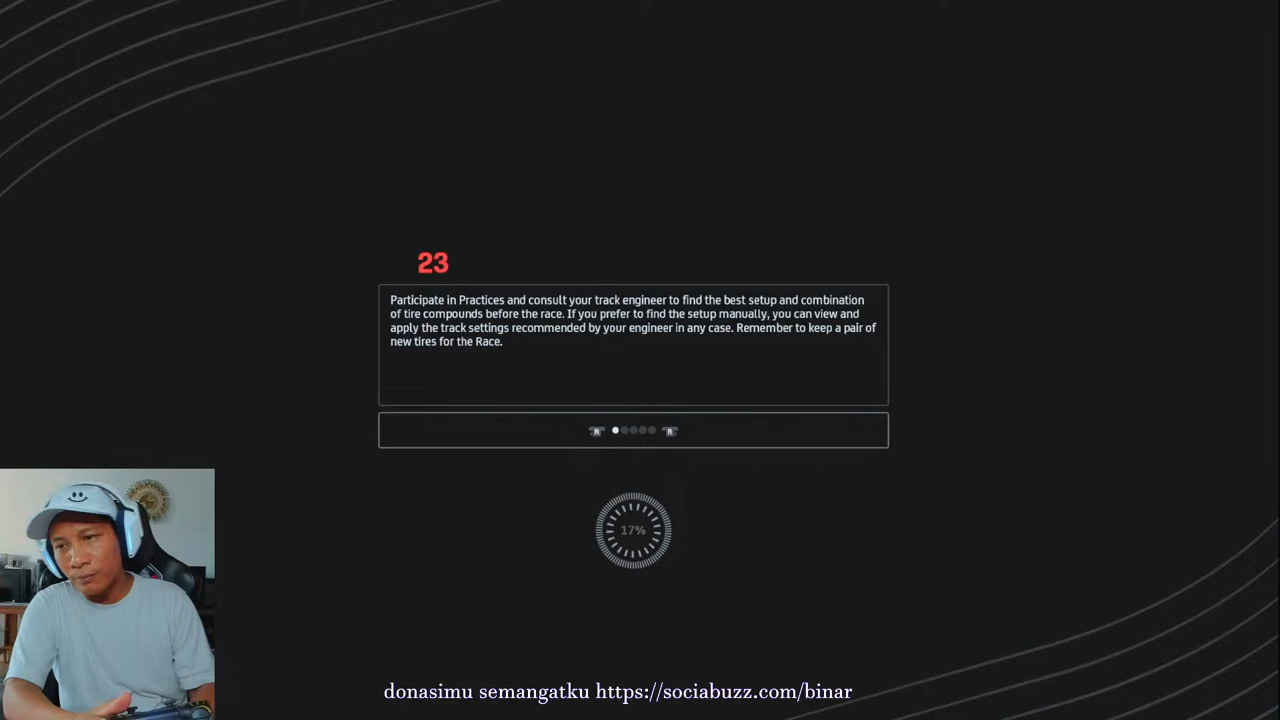 23
Participate in Practices and consult your track engineer to find the best setup and combination
of tire compounds before the race. If you prefer to find the setup manually, you can view and
apply the track settings recommended by your engineer in any case. Remember to keep a pair of
new tires for the Race.
R R
17%
donasimu semangatku https://sociabuzz.com/binar